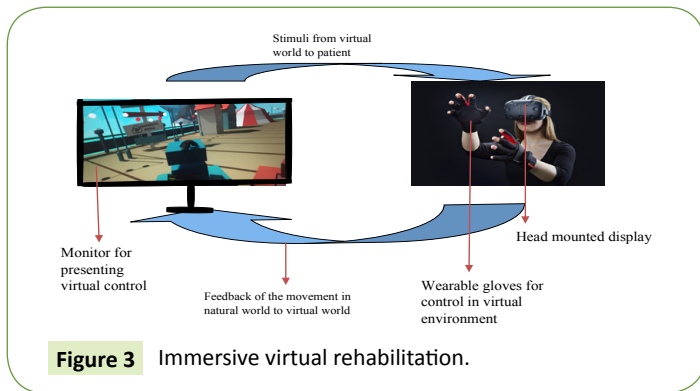 Stimuli from virtual
world to patient
Monitor for
presenting
virtual control
Feedback of the movement in
natural world to virtual world
Wearable gloves for
control in virtual
environment
Head mounted display
Figure 3 Immersive virtual rehabilitation.